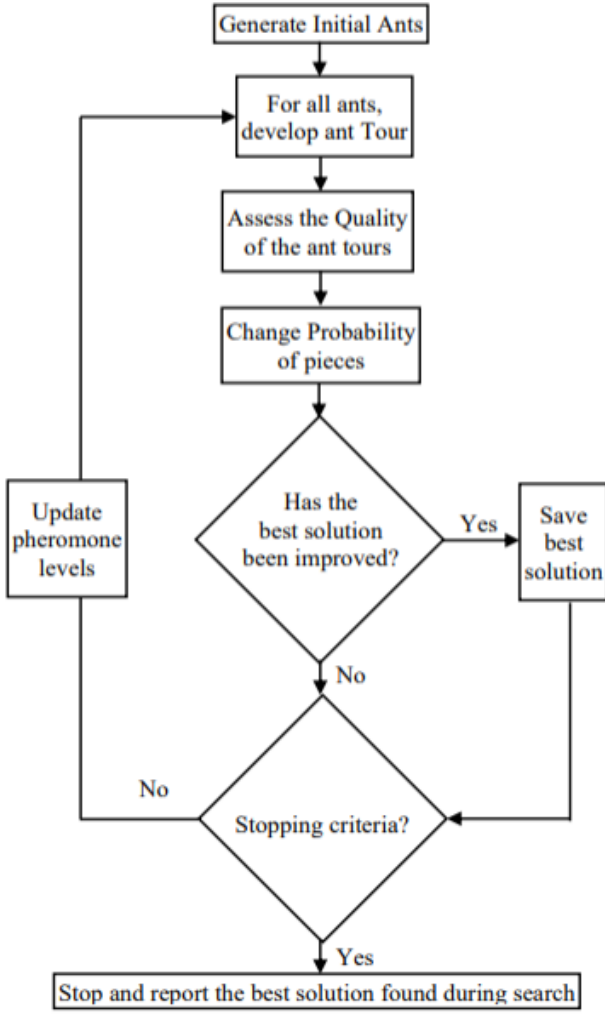 Generate Initial Ants
For all ants,
develop ant Tour
Assess the Quality
of the ant tours
Change Probability
of pieces
Has the
best solution
been improved?
Yes
Save
best
solution
Update
pheromone
levels
No
No
Stopping criteria?
Yes
Stop and report the best solution found during search